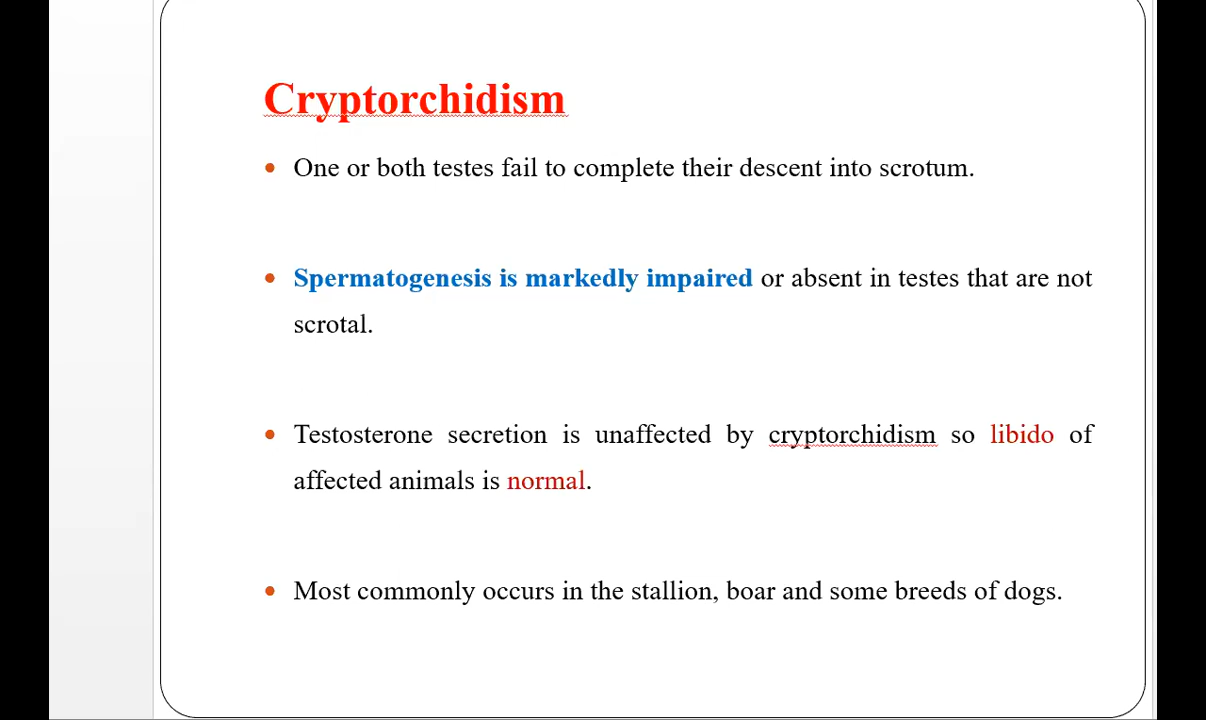 Cryptorchidism
• One or both testes fail to complete their descent into scrotum.
• Spermatogenesis is markedly impaired or absent in testes that are not
scrotal.
• Testosterone secretion is unaffected by cryptorchidism so libido of
affected animals is normal.
• Most commonly occurs in the stallion, boar and some breeds of dogs.